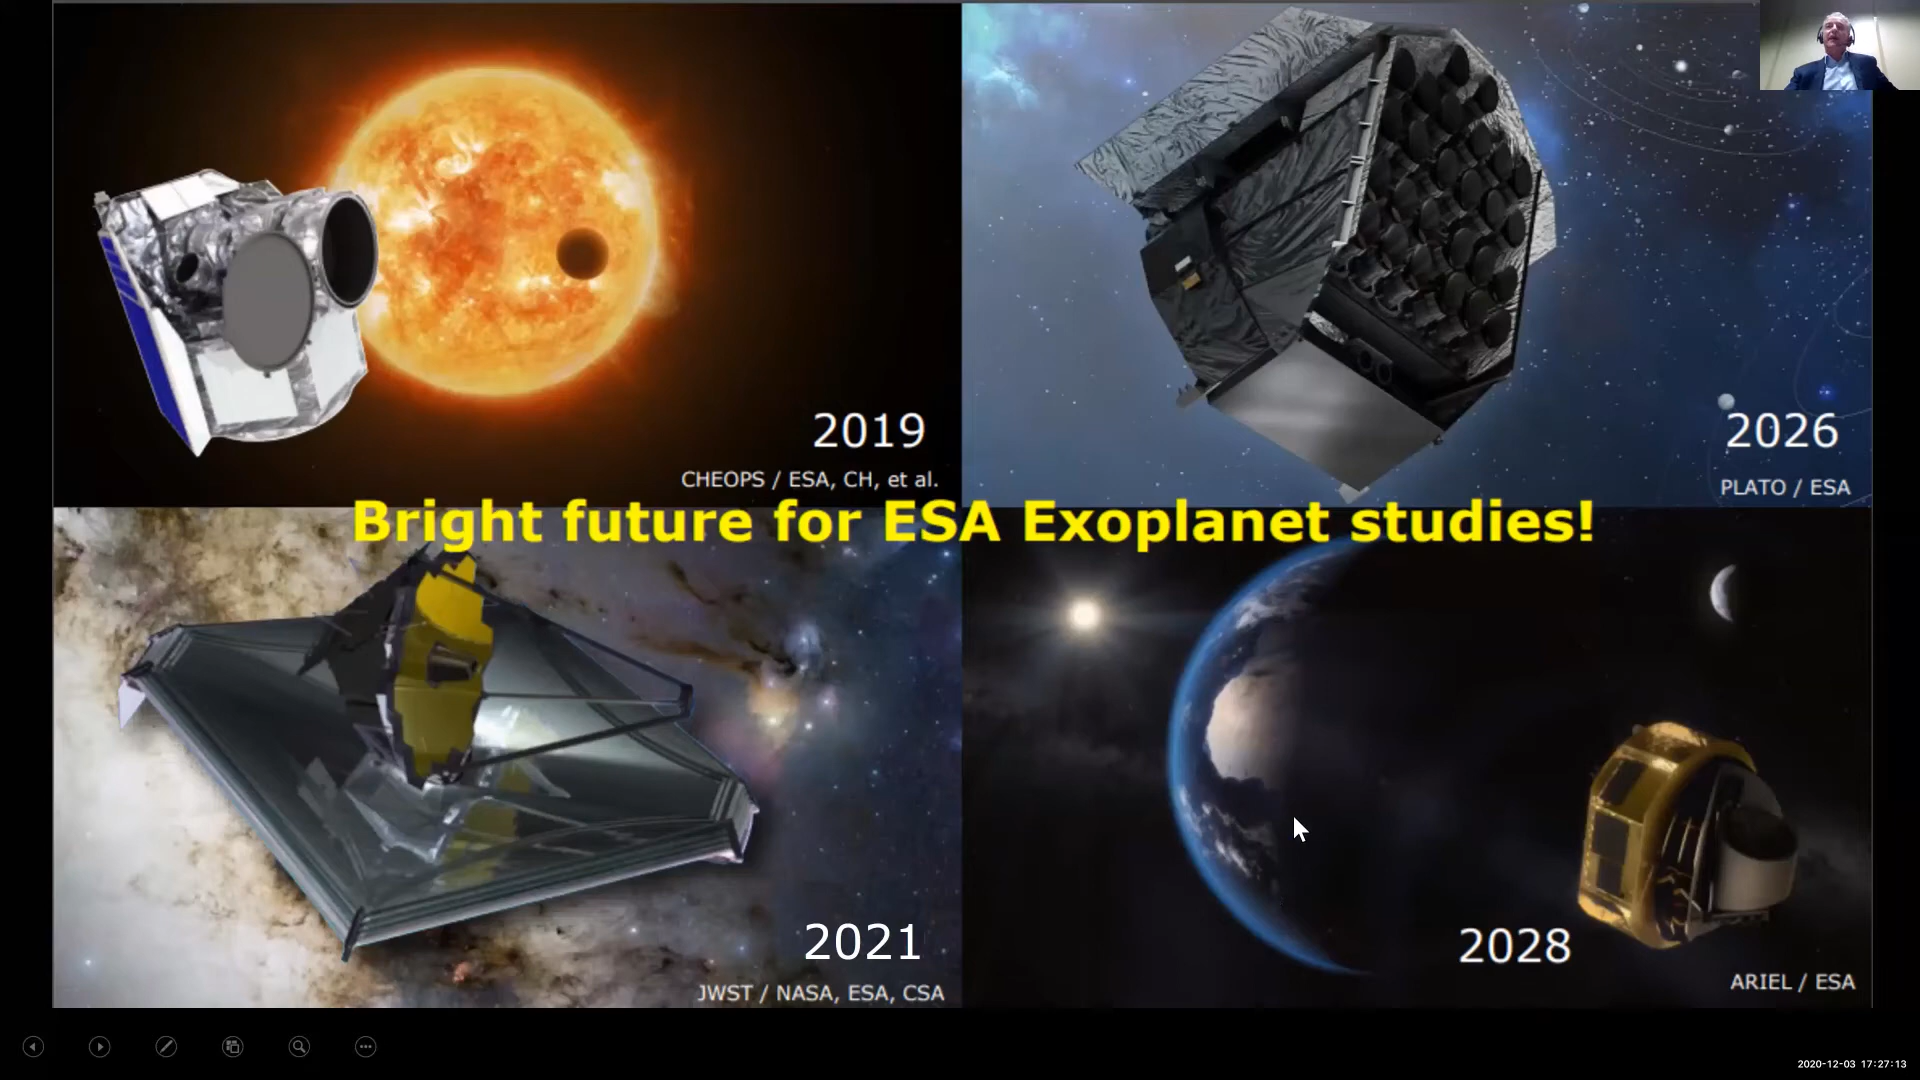 2019
CHEOPS / ESA, CH, et al.
2026
PLATO / ESA
Bright future for ESA Exoplanet studies!
2021
JWST / NASA, ESA, CSA
2028
ARIEL / ESA
2020-12-03 17:27:13